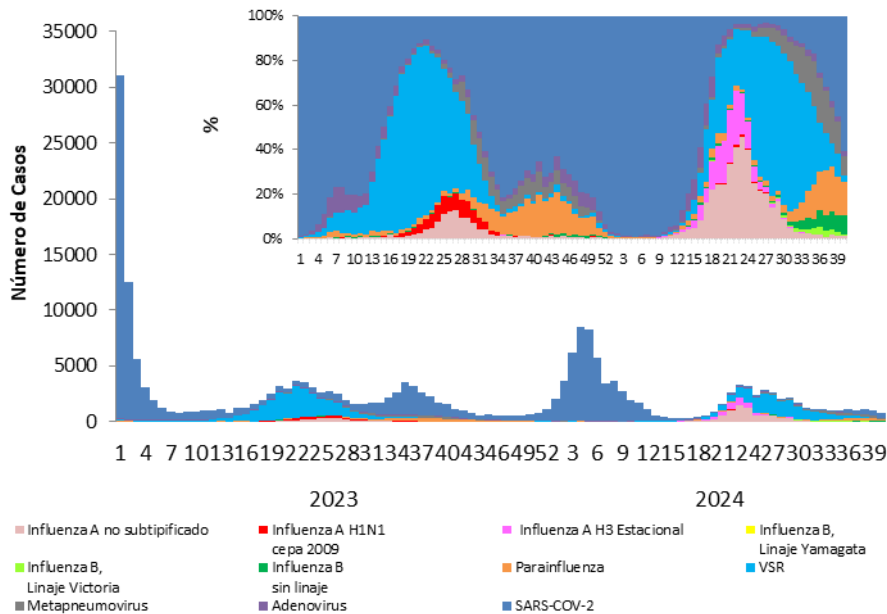 100%
80%
60%
40%
20%
0%
%
1 4 7 10 13 16 19 22 25 28 31 34 37 40 43 46 49 52 3 6 9 12 15 18 21 24 27 30 33 36 39
Número de Casos
35000
30000
25000
20000
15000
10000
5000
0
1 4 7 10 13 16 19 22 25 28 31 34 37 40 43 46 49 52 3 6 9 12 15 18 21 24 27 30 33 36 39
2023 2024
Influenza A no subtipificado
Influenza A H1N1
cepa 2009
Influenza A H3 Estacional
Influenza B,
Linaje Yamagata
Influenza B,
Linaje Victoria
Influenza B
sin linaje
Parainfluenza
VSR
Metapneumovirus
Adenovirus
SARS-COV-2